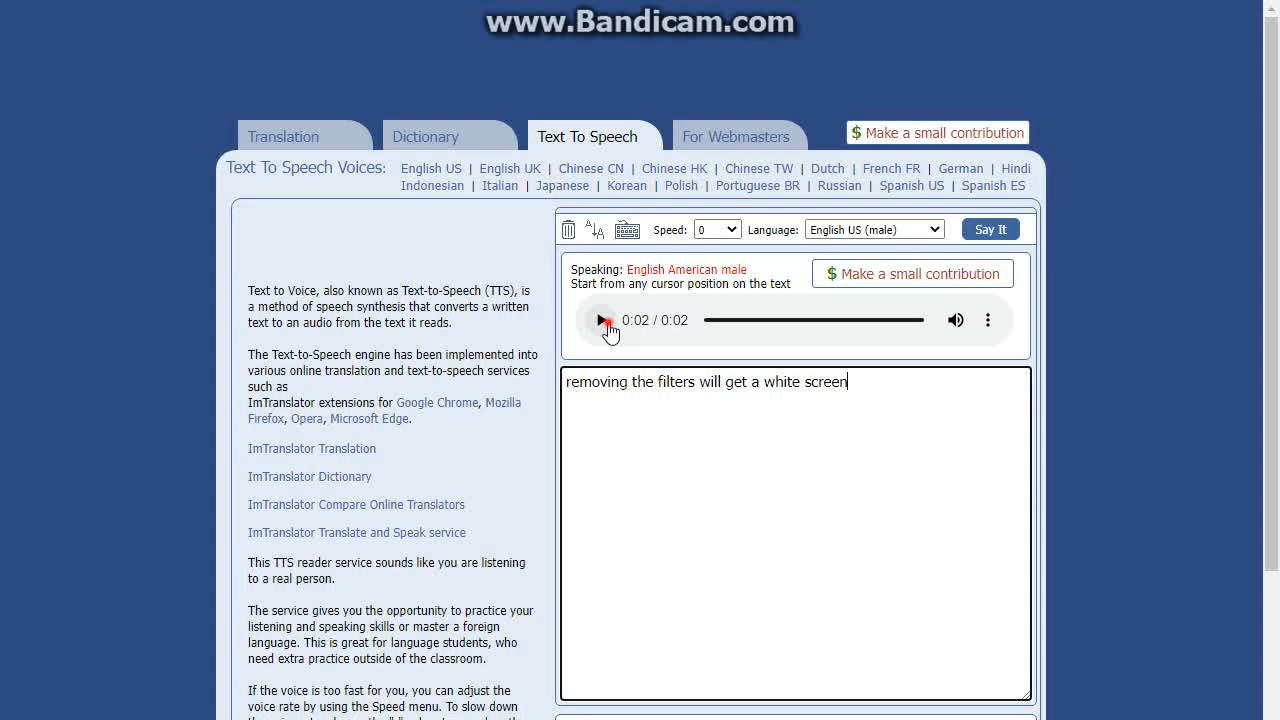 www.Bandicam.com
Translation
Dictionary
Text To Speech
For Webmasters
$ Make a small contribution
Text To Speech Voices:
English US | English UK | Chinese CN | Chinese HK | Chinese TW | Dutch | French FR | German | Hindi
Indonesian | Italian | Japanese | Korean | Polish | Portuguese BR | Russian | Spanish US | Spanish ES
Speed: 0 Language: English US (male) Say It
Speaking: English American male
Start from any cursor position on the text
$ Make a small contribution
0:02 / 0:02
removing the filters will get a white screen
Text to Voice, also known as Text-to-Speech (TTS), is
a method of speech synthesis that converts a written
text to an audio from the text it reads.
The Text-to-Speech engine has been implemented into
various online translation and text-to-speech services
such as
ImTranslator extensions for Google Chrome, Mozilla
Firefox, Opera, Microsoft Edge.
ImTranslator Translation
ImTranslator Dictionary
ImTranslator Compare Online Translators
ImTranslator Translate and Speak service
This TTS reader service sounds like you are listening
to a real person.
The service gives you the opportunity to practice your
listening and speaking skills or master a foreign
language. This is great for language students, who
need extra practice outside of the classroom.
If the voice is too fast for you, you can adjust the
voice rate by using the Speed menu. To slow down